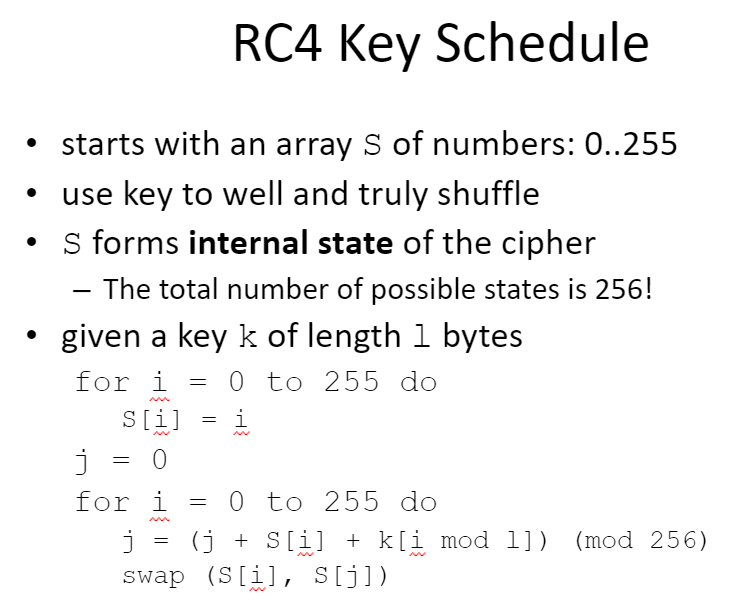 RC4 Key Schedule
• starts with an array S of numbers: 0..255
• use key to well and truly shuffle
• S forms internal state of the cipher
– The total number of possible states is 256!
• given a key k of length l bytes
for i = 0 to 255 do
S[i] = i
j = 0
for i = 0 to 255 do
j = (j + S[i] + k[i mod l]) (mod 256)
swap (S[i], S[j])